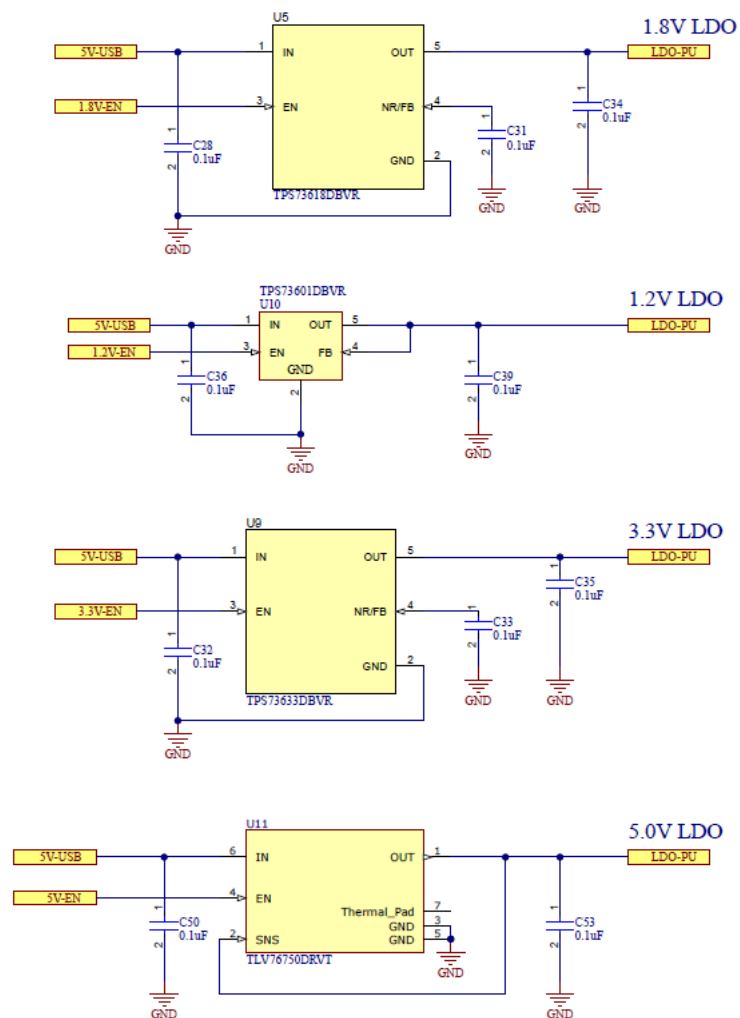 U5
1.8V LDO
5V-USB
1
IN
OUT
5
LDO-PU
1.8V-EN
3
EN
NR/FB
4
1
C28
0.1uF
2
1
C31
0.1uF
2
1
C34
0.1uF
2
GND
2
TPS73618DBVR
GND
GND
GND
TPS73601DBVR
U10
1.2V LDO
5V-USB
1
IN
OUT
5
LDO-PU
1.2V-EN
3
EN
FB
4
GND
2
1
C36
0.1uF
2
1
C39
0.1uF
2
GND
GND
U9
3.3V LDO
5V-USB
1
IN
OUT
5
LDO-PU
1
C35
0.1uF
2
3.3V-EN
3
EN
NR/FB
4
1
C33
0.1uF
2
1
C32
0.1uF
2
GND
2
TPS73633DBVR
GND
GND
GND
U11
5.0V LDO
5V-USB
6
IN
OUT
1
LDO-PU
5V-EN
4
EN
Thermal_Pad
7
GND
3
GND
5
1
C50
0.1uF
2
2
SNS
1
C53
0.1uF
2
TLV76750DRVT
GND
GND
GND